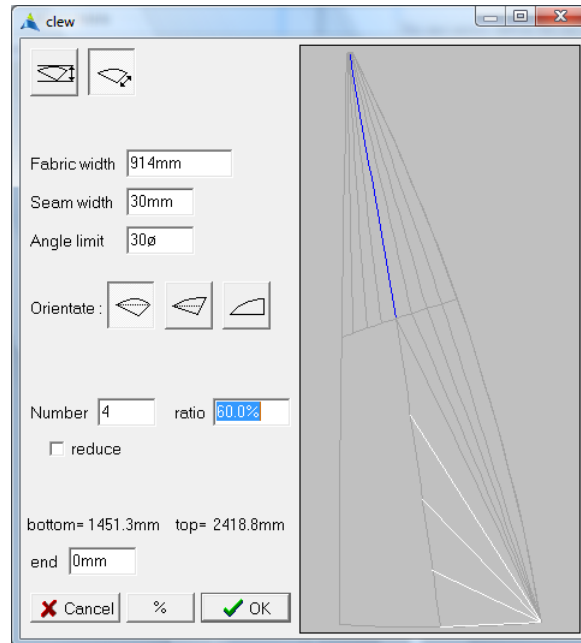 clew
Fabric width 914mm
Seam width 30mm
Angle limit 30ø
Orientate :
Number 4 ratio 60.0%
reduce
bottom= 1451.3mm top= 2418.8mm
end 0mm
Cancel % OK